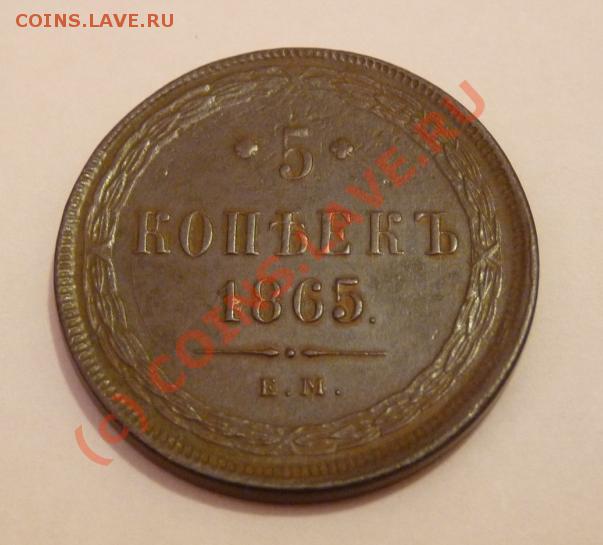 COINS.LAVE.RU
5
КОПѢЕКЪ
1865.
Е.М.
(c) COINS.LAVE.RU